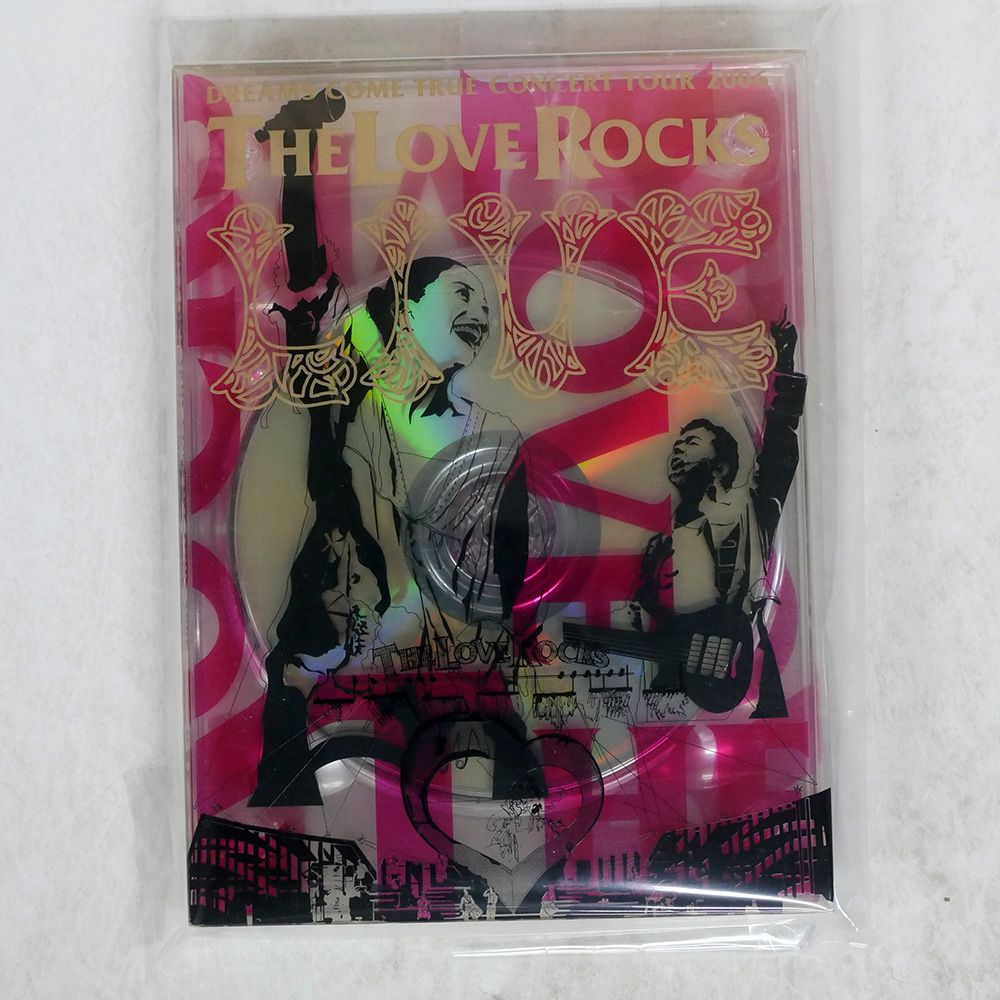 DREAMS COME TRUE CONCERT TOUR 2006
THE LOVE ROCKS
LIVE
THE LOVE ROCKS